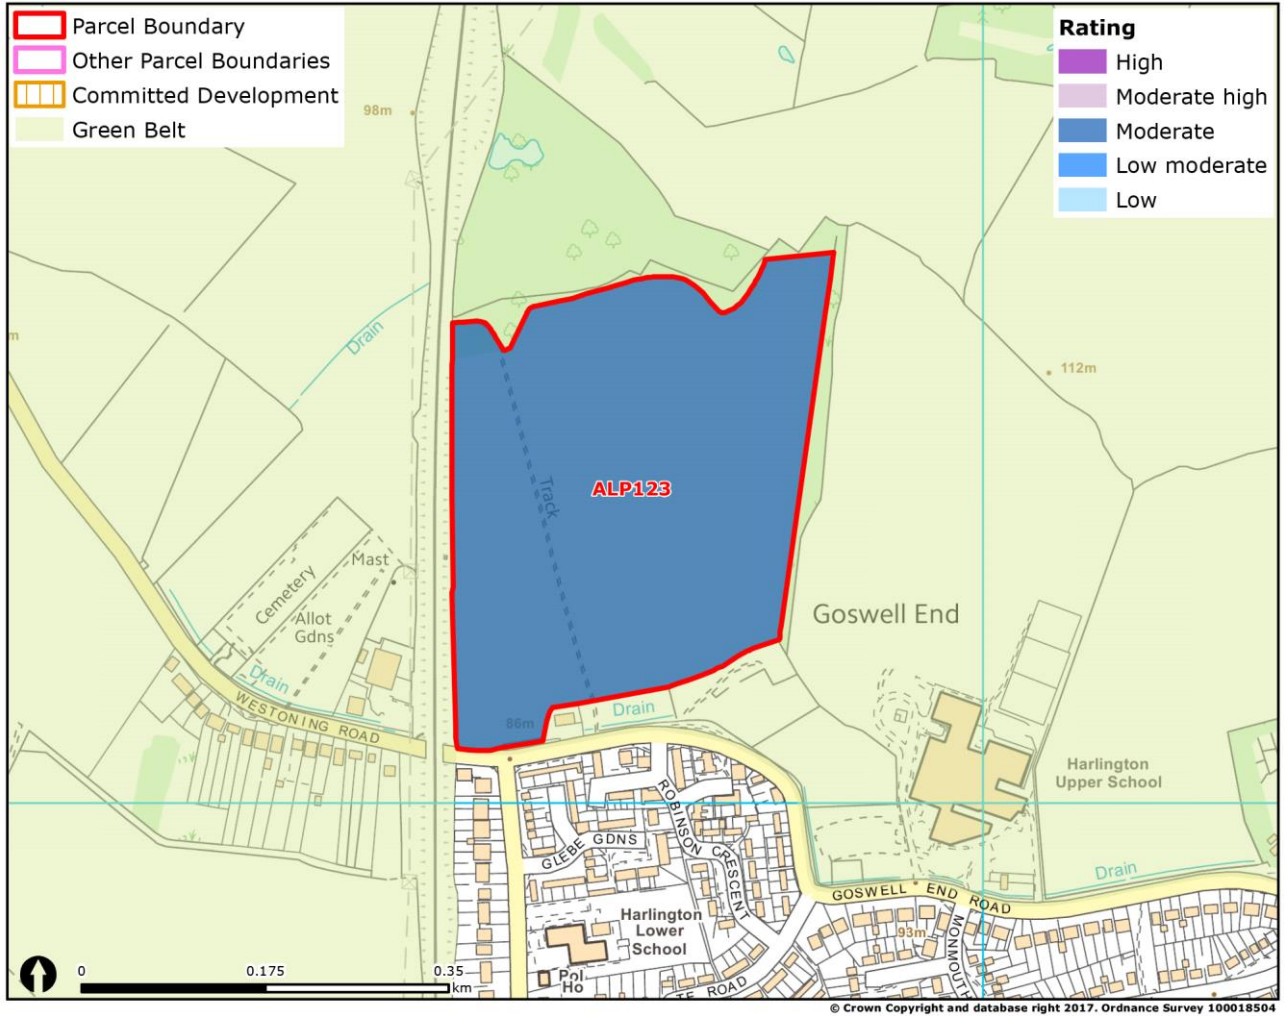 Parcel Boundary
Other Parcel Boundaries
Committed Development
Green Belt
Rating
High
Moderate high
Moderate
Low moderate
Low
98m
m
Drain
112m
ALP123
Track
Mast
Cemetery
Allot
Gdns
Goswell End
Drain
WESTONING ROAD
86m
Drain
Harlington
Upper School
ROBINSON CRESCENT
GLEBE GDNS
Drain
GOSWELL END ROAD
Harlington
Lower
School
93m
MONMOUTH
Pol
Ho
TE ROAD
0 0.175 0.35
km
© Crown Copyright and database right 2017. Ordnance Survey 100018504